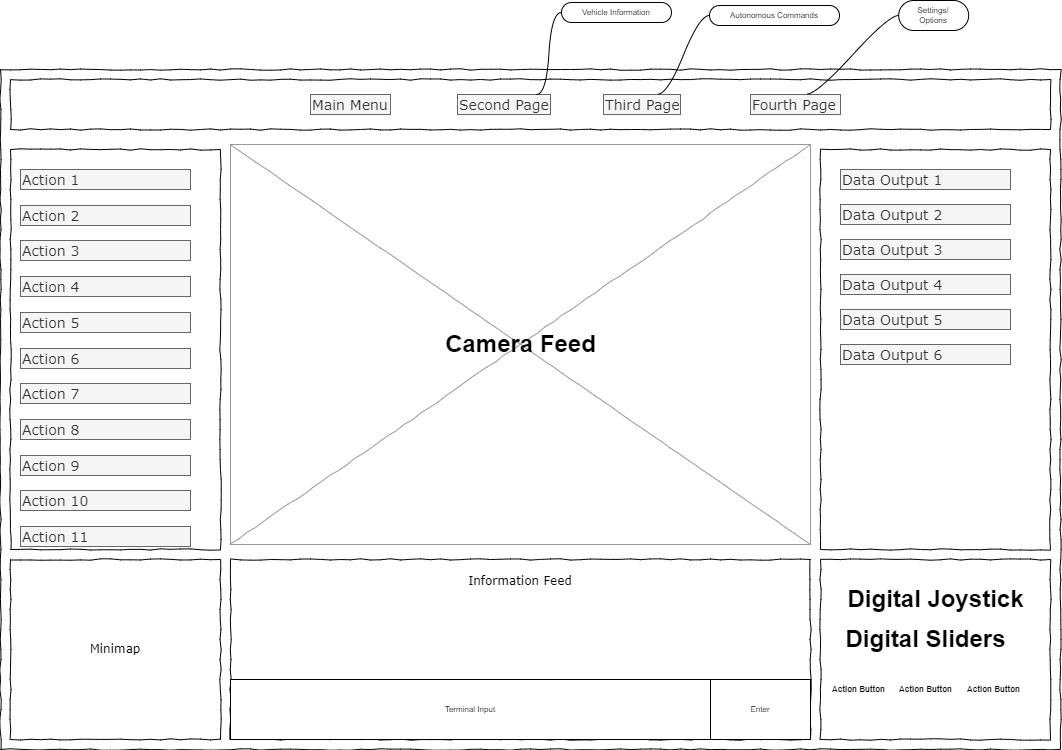 Vehicle Information
Autonomous Commands
Settings/
Options
Main Menu
Second Page
Third Page
Fourth Page
Action 1
Action 2
Action 3
Action 4
Action 5
Action 6
Action 7
Action 8
Action 9
Action 10
Action 11
Camera Feed
Data Output 1
Data Output 2
Data Output 3
Data Output 4
Data Output 5
Data Output 6
Minimap
Information Feed
Terminal Input
Enter
Digital Joystick
Digital Sliders
Action Button
Action Button
Action Button